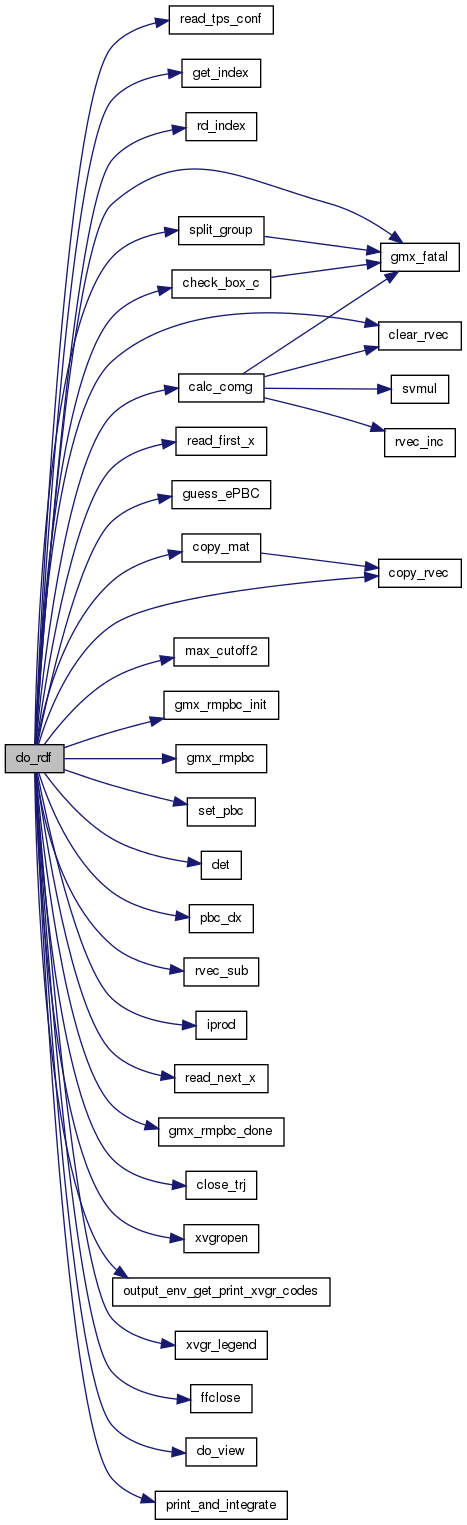 read_tps_conf
get_index
rd_index
split_group
gmx_fatal
check_box_c
clear_rvec
calc_comg
svmul
rvec_inc
read_first_x
guess_ePBC
copy_mat
copy_rvec
max_cutoff2
gmx_rmpbc_init
do_rdf
gmx_rmpbc
set_pbc
det
pbc_dx
rvec_sub
iprod
read_next_x
gmx_rmpbc_done
close_trj
xvgropen
output_env_get_print_xvgr_codes
xvgr_legend
ffclose
do_view
print_and_integrate